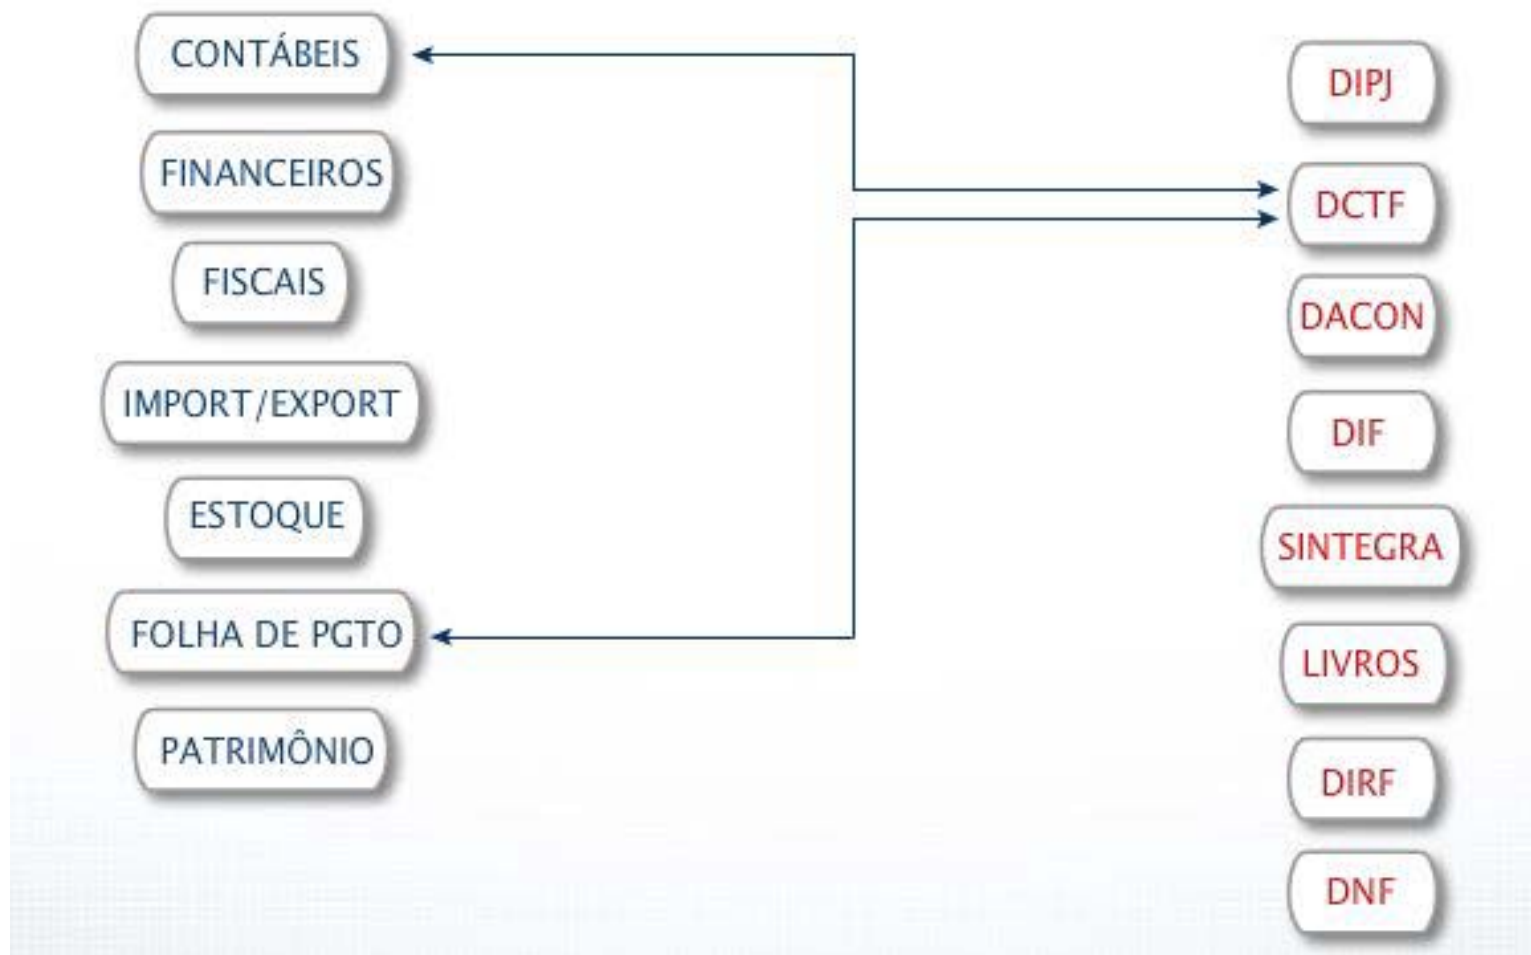 CONTÁBEIS
FINANCEIROS
FISCAIS
IMPORT/EXPORT
ESTOQUE
FOLHA DE PGTO
PATRIMÔNIO
DIPJ
DCTF
DACON
DIF
SINTEGRA
LIVROS
DIRF
DNF